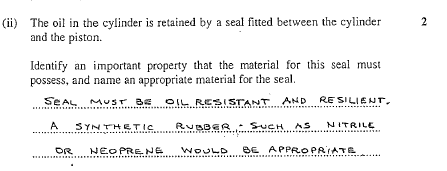 (ii) The oil in the cylinder is retained by a seal fitted between the cylinder 2
and the piston.
Identify an important property that the material for this seal must
possess, and name an appropriate material for the seal.
SEAL MUST BE OIL RESISTANT AND RESILIENT.
A SYNTHETIC RUBBER - SUCH AS NITRILE
OR NEOPRENE WOULD BE APPROPRIATE